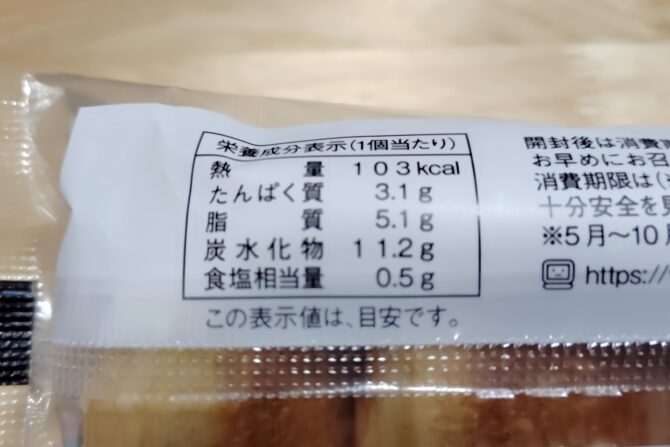 栄養成分表示(1個当たり)
熱量 103kcal
たんぱく質 3.1g
脂質 5.1g
炭水化物 11.2g
食塩相当量 0.5g
この表示値は、目安です。
開封後は消費
お早めにお召
消費期限は(
十分安全を見
※5月〜10月
https://